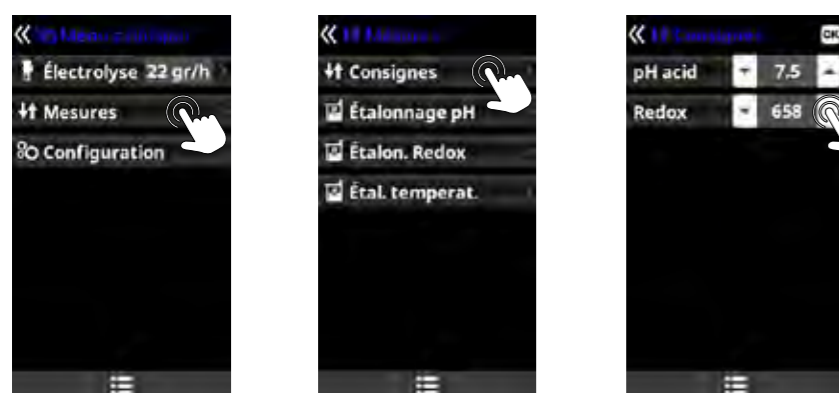 Électrolyse 22 gr/h
Mesures
Configuration
Consignes
Étalonnage pH
Étalon. Redox
Étal. temperat.
OK
pH acid 7.5
Redox 658